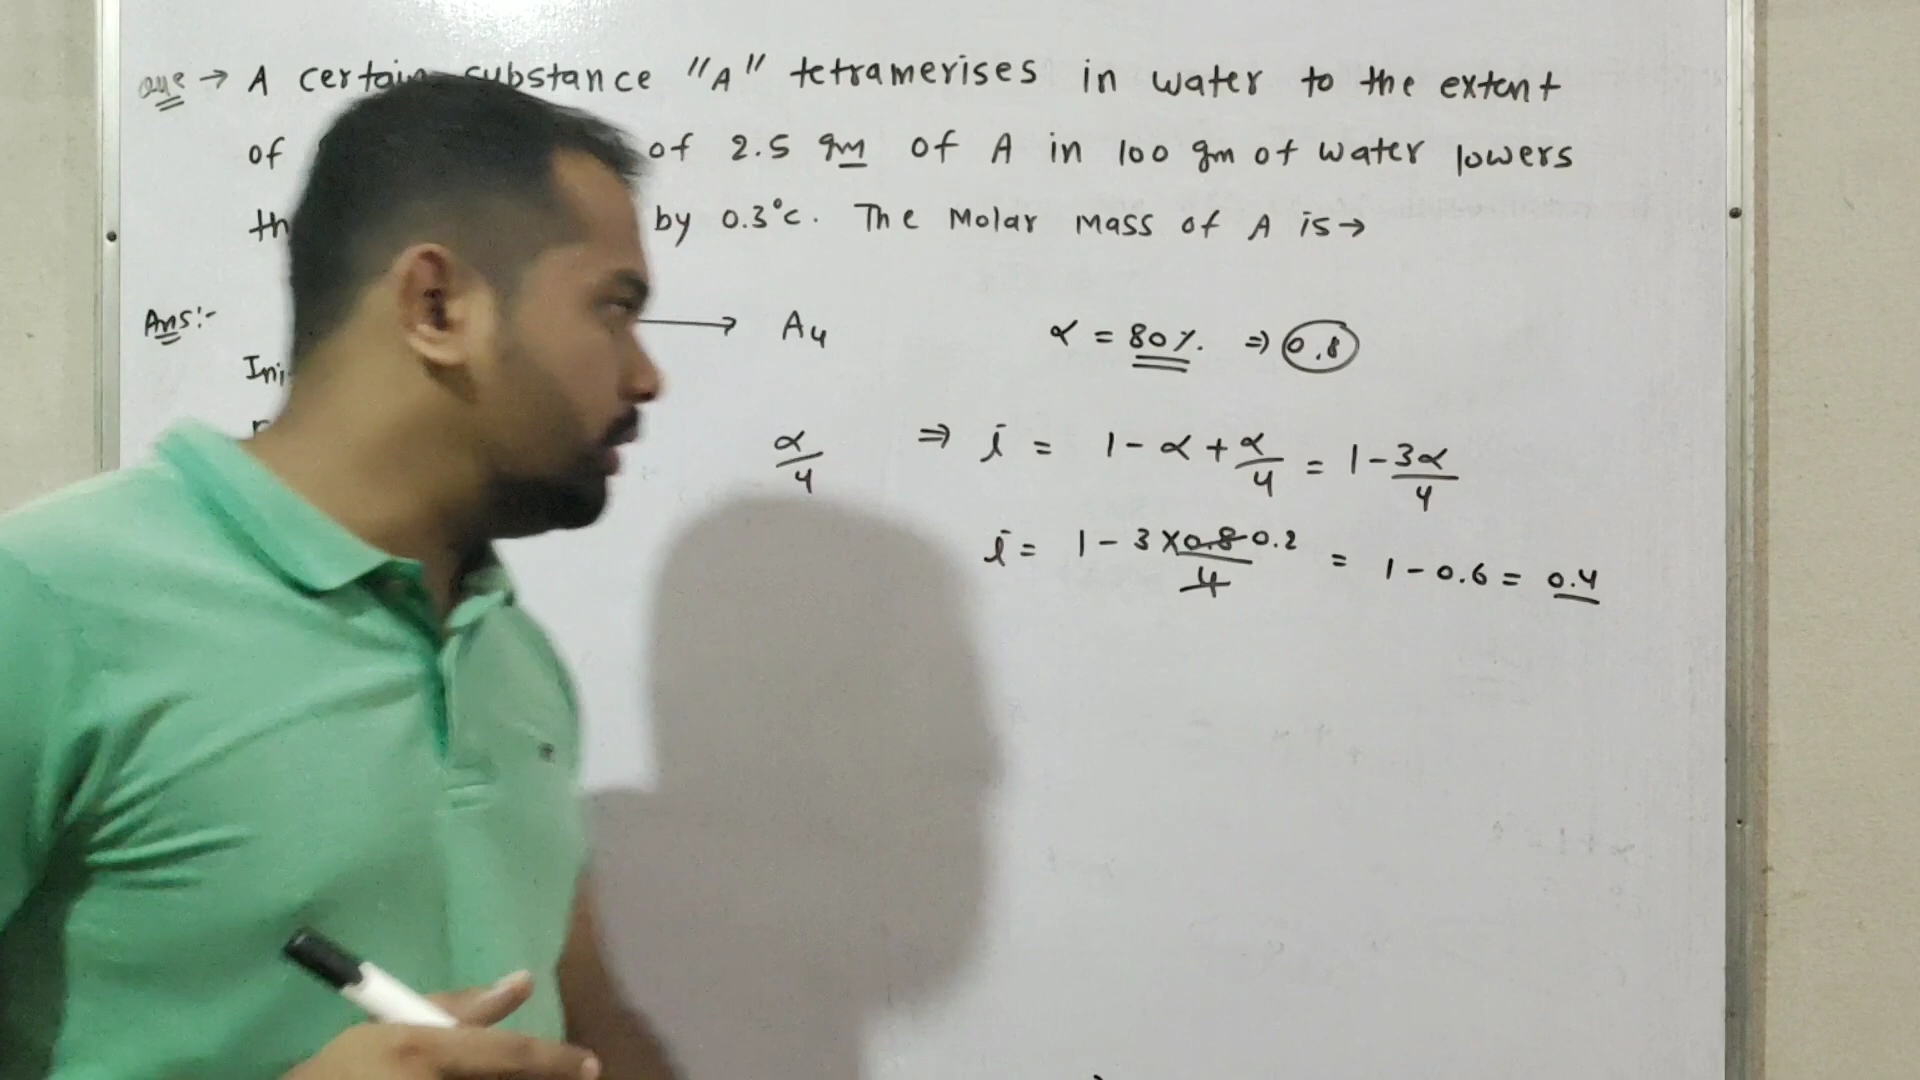 Que → A certain substance "A" tetramerises in water to the extent
of of 2.5 gm of A in 100 gm of water lowers
th by 0.3°c. The Molar mass of A is →
Ans:- → A₄ α = 80%. ⇒ 0.8
Ini
α/4 ⇒ i = 1 - α + α/4 = 1 - 3α/4
i = 1 - 3 × 0.8 0.2 / 4 = 1 - 0.6 = 0.4